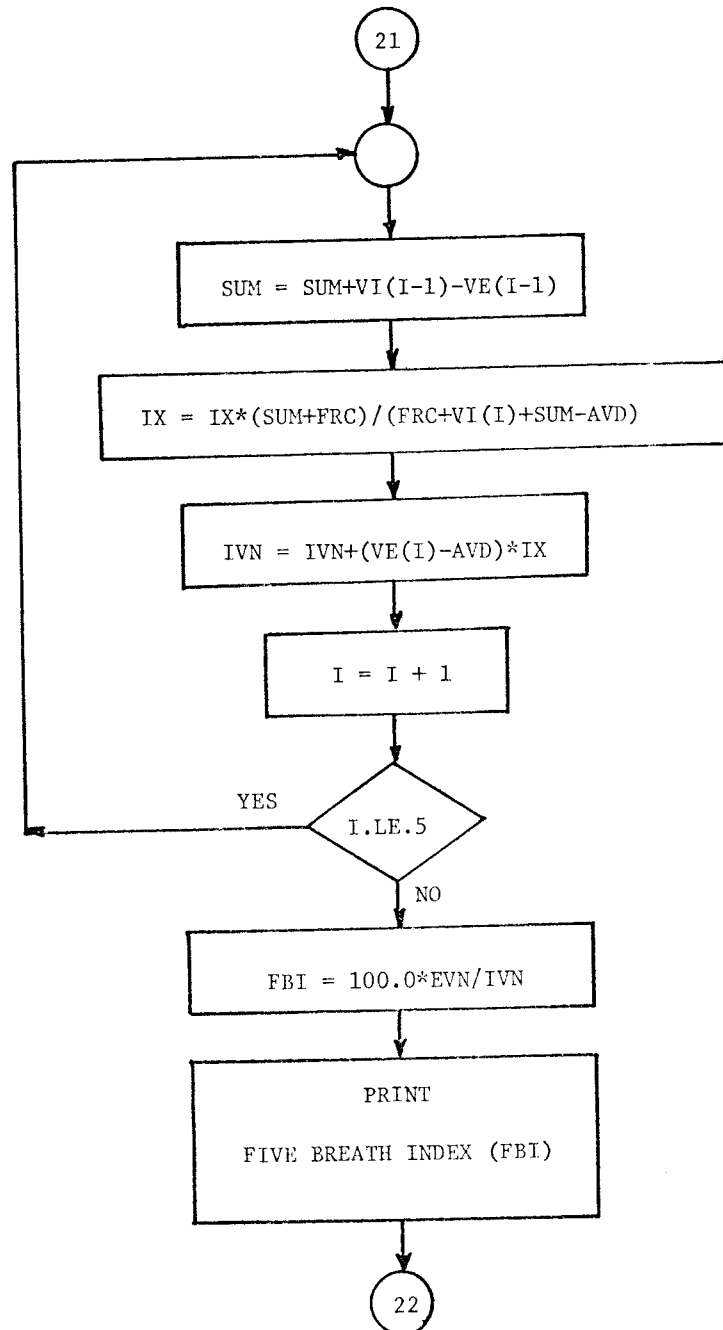 21
SUM = SUM+VI(I-1)-VE(I-1)
IX = IX*(SUM+FRC)/(FRC+VI(I)+SUM-AVD)
IVN = IVN+(VE(I)-AVD)*IX
I = I + 1
YES
I.LE.5
NO
FBI = 100.0*EVN/IVN
PRINT
FIVE BREATH INDEX (FBI)
22